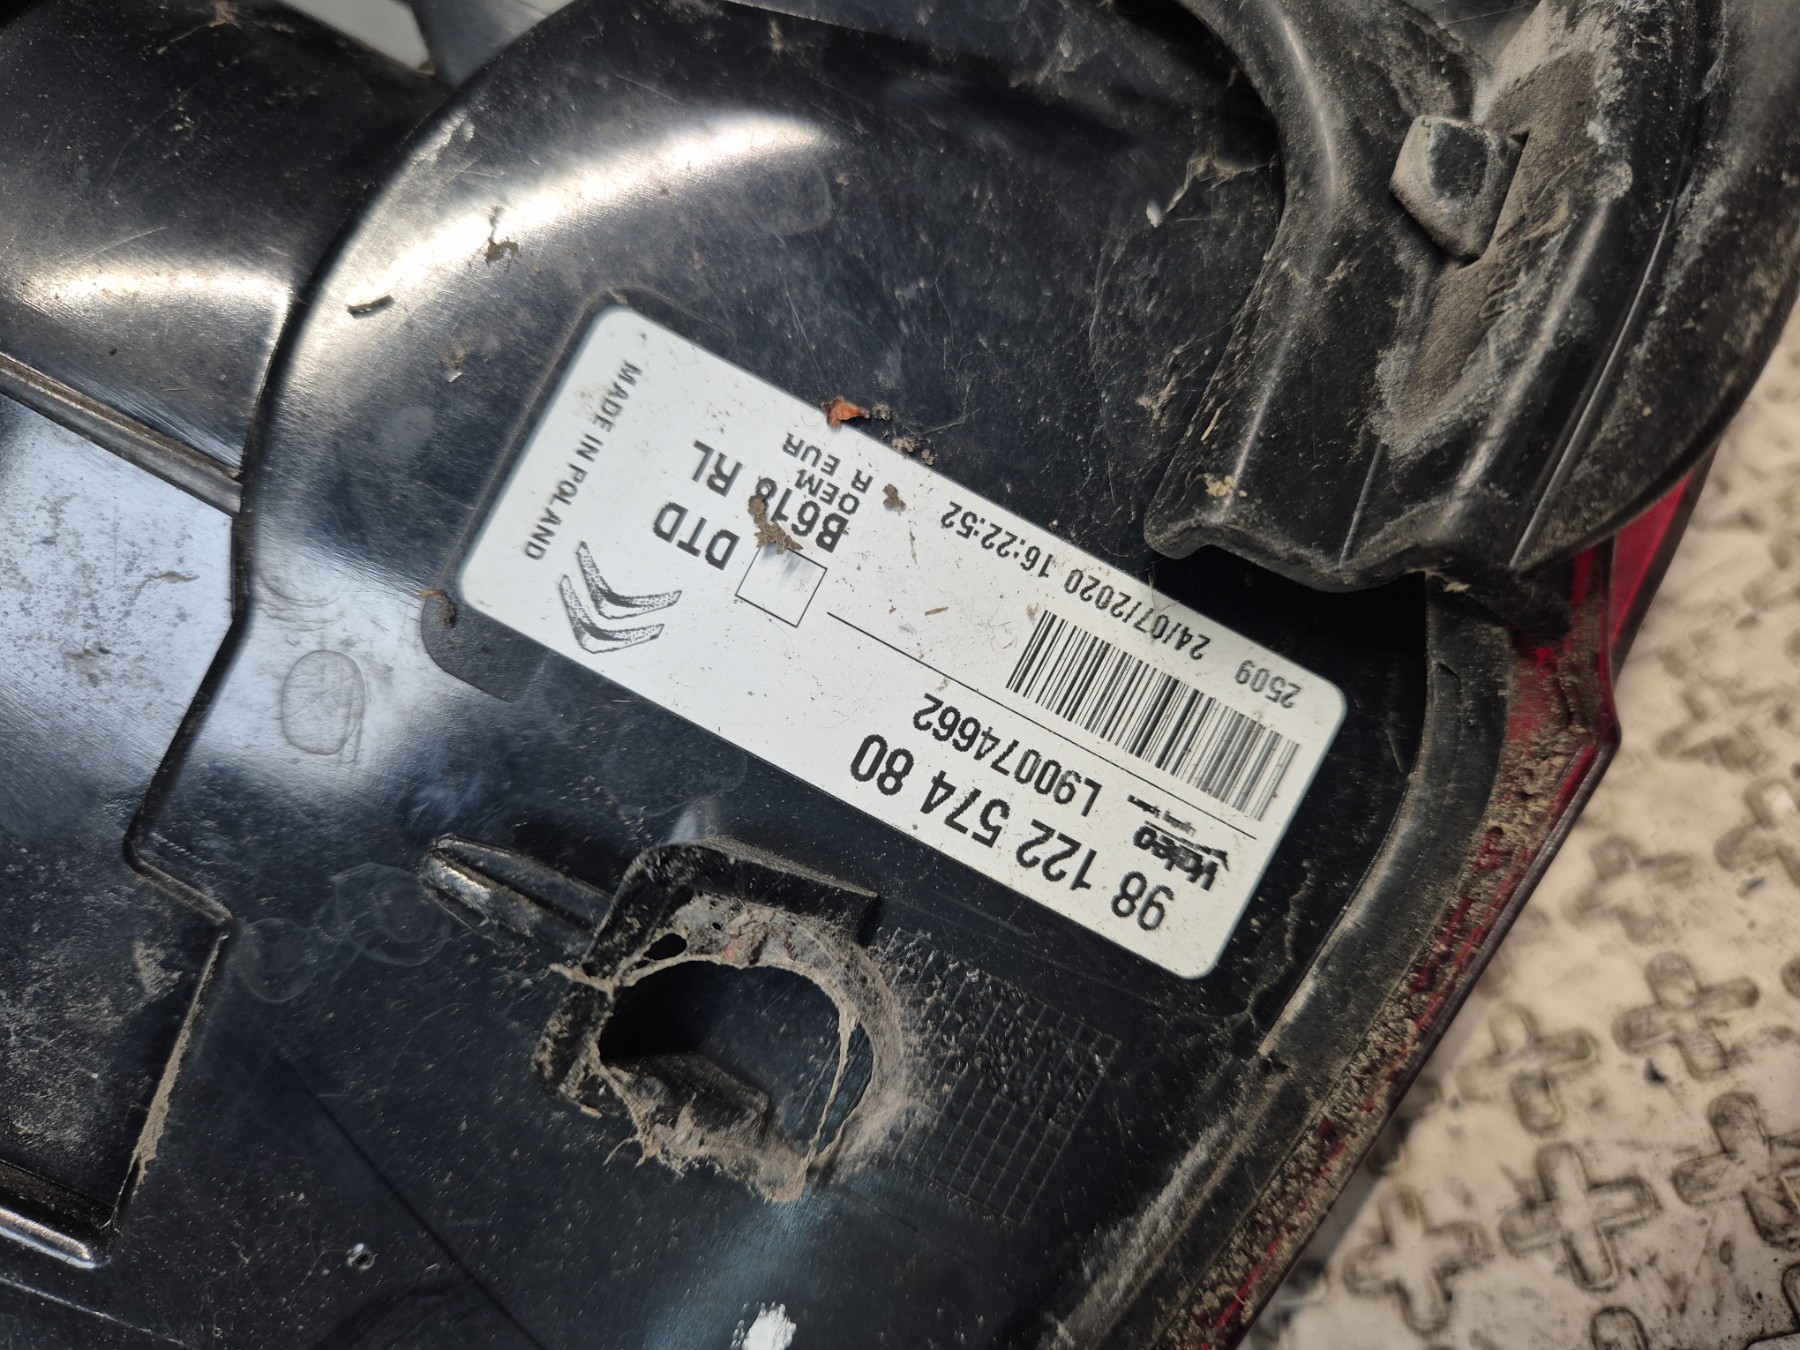 98 122 574 80
Valeo
L90074662
2509 24/07/2020 16:22:52
DTD
B618 RL
OEM
R EUR
MADE IN POLAND